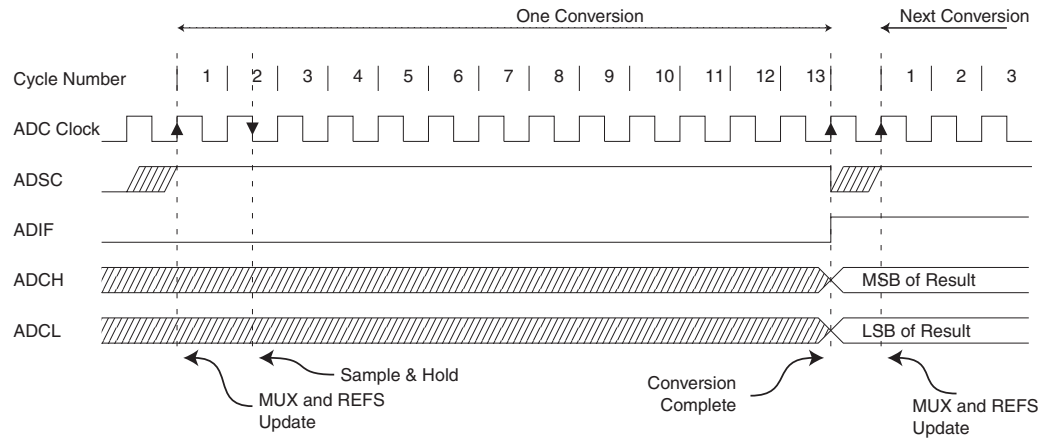 One Conversion
Next Conversion
Cycle Number 1 2 3 4 5 6 7 8 9 10 11 12 13 1 2 3
ADC Clock
ADSC
ADIF
ADCH
MSB of Result
ADCL
LSB of Result
Sample & Hold
MUX and REFS
Update
Conversion
Complete
MUX and REFS
Update